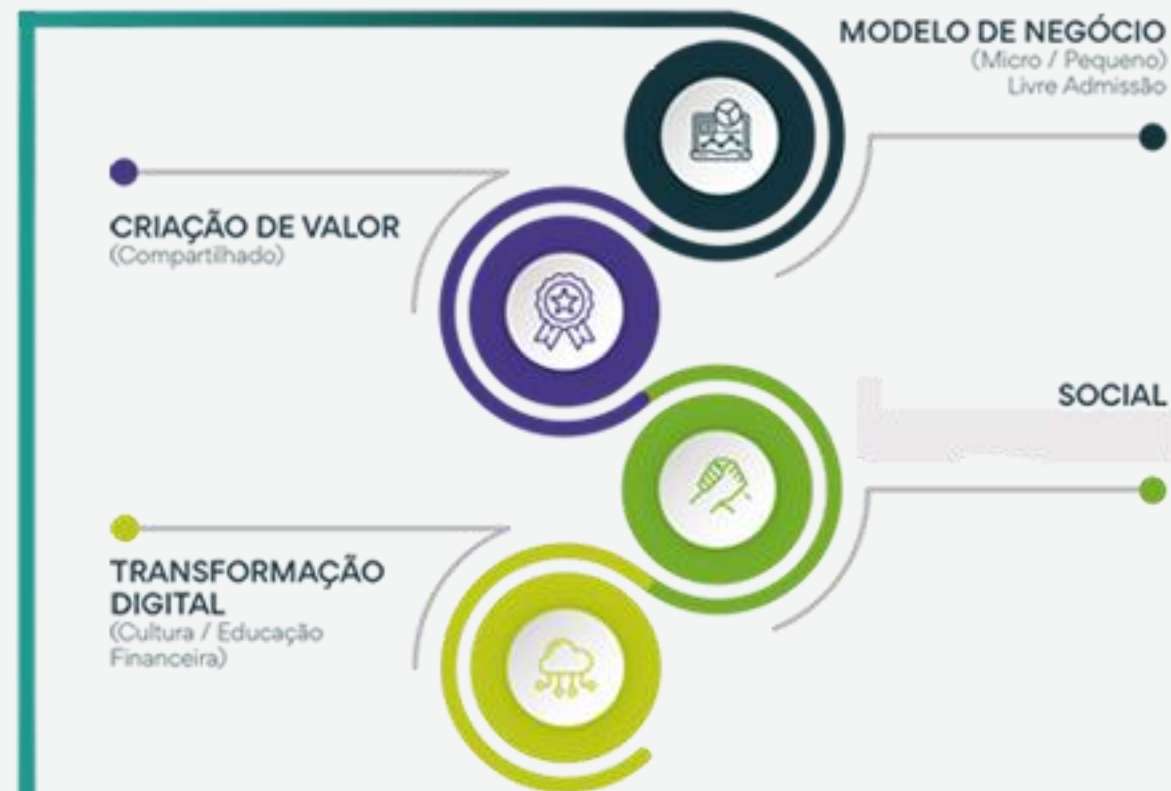 MODELO DE NEGÓCIO
(Micro / Pequeno)
Livre Admissão
CRIAÇÃO DE VALOR
(Compartilhado)
SOCIAL
TRANSFORMAÇÃO
DIGITAL
(Cultura / Educação
Financeira)